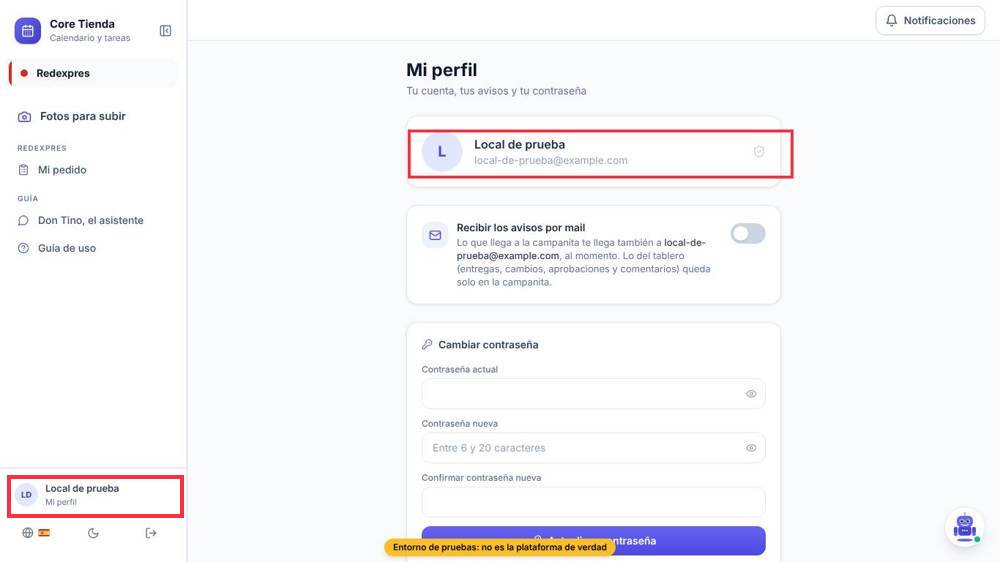 Core Tienda
Calendario y tareas
Redexpres
Fotos para subir
REDEXPRES
Mi pedido
GUÍA
Don Tino, el asistente
Guía de uso
LD
Local de prueba
Mi perfil
Notificaciones
Mi perfil
Tu cuenta, tus avisos y tu contraseña
L
Local de prueba
local-de-prueba@example.com
Recibir los avisos por mail
Lo que llega a la campanita te llega también a local-de-
prueba@example.com, al momento. Lo del tablero
(entregas, cambios, aprobaciones y comentarios) queda
solo en la campanita.
Cambiar contraseña
Contraseña actual
Contraseña nueva
Entre 6 y 20 caracteres
Confirmar contraseña nueva
contraseña
Entorno de pruebas: no es la plataforma de verdad